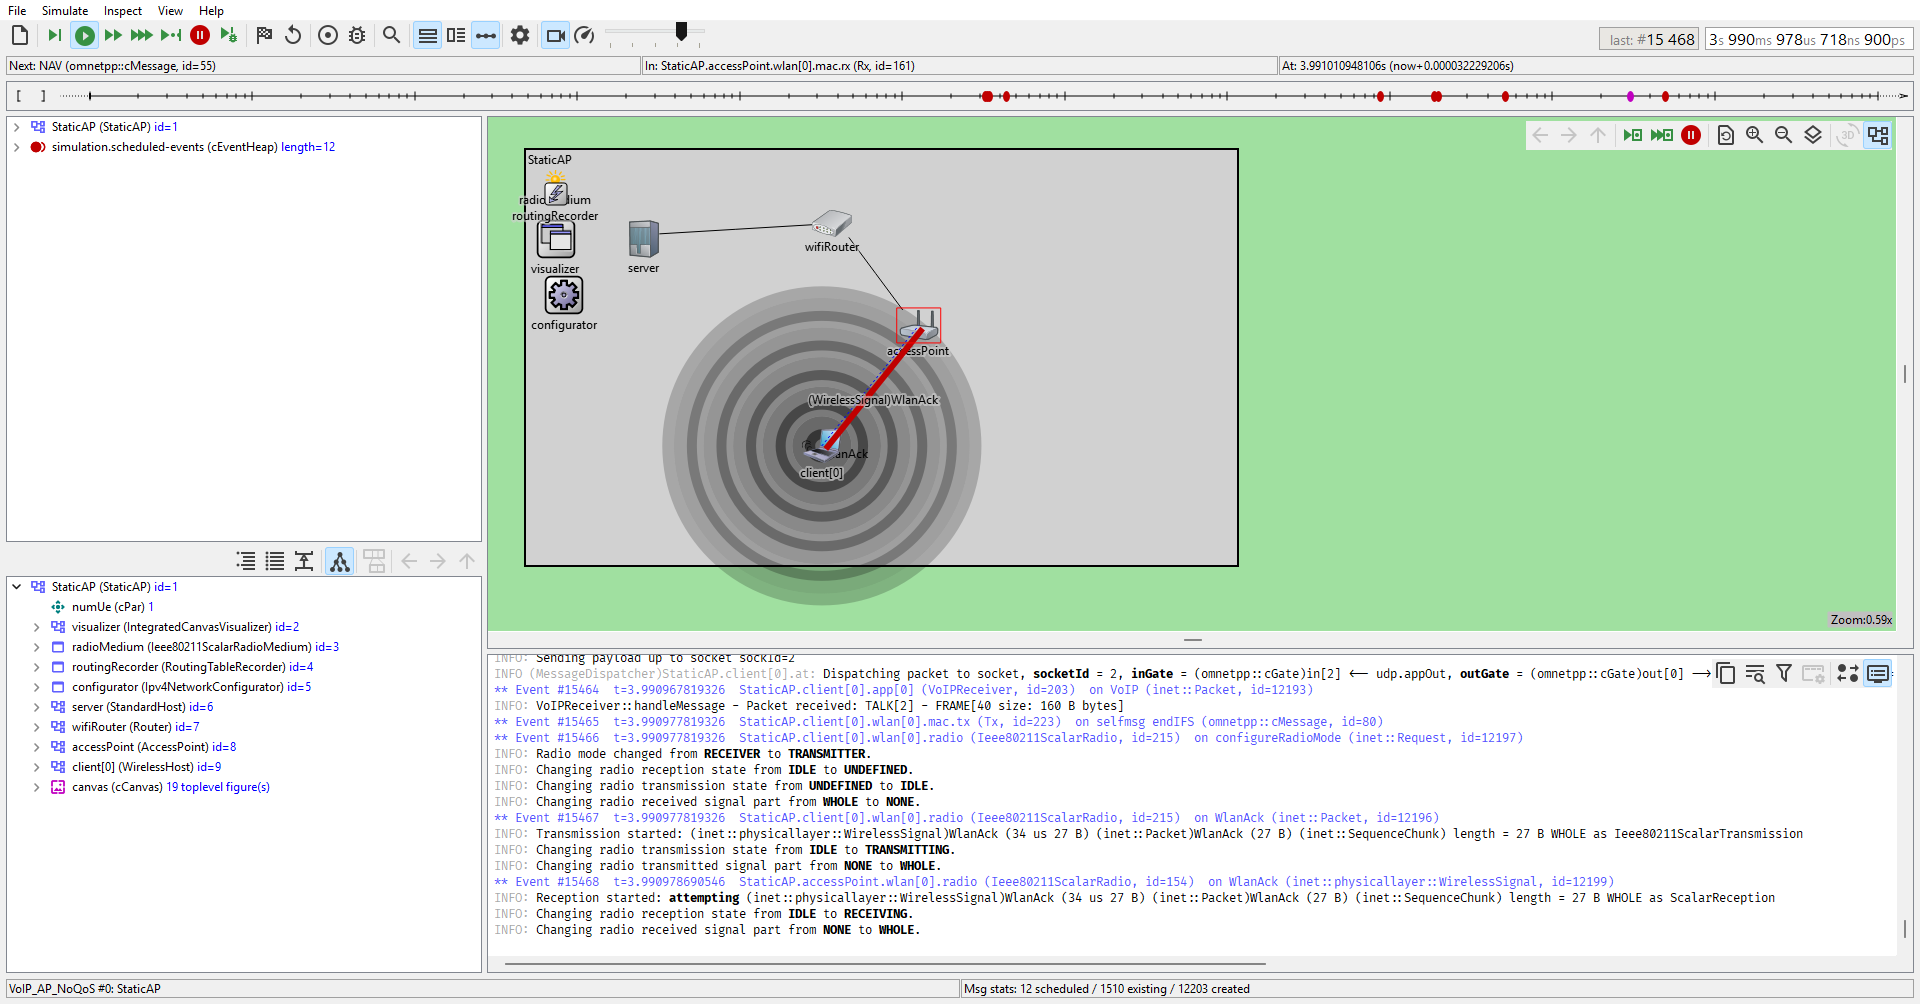 File Simulate Inspect View Help
last: #15 468
3s 990ms 978us 718ns 900ps
Next: NAV (omnetpp::cMessage, id=55)
In: StaticAP.accessPoint.wlan[0].mac.rx (Rx, id=161)
At: 3.991010948106s (now+0.000032229206s)
[ ]
StaticAP (StaticAP) id=1
simulation.scheduled-events (cEventHeap) length=12
StaticAP (StaticAP) id=1
numUe (cPar) 1
visualizer (IntegratedCanvasVisualizer) id=2
radioMedium (Ieee80211ScalarRadioMedium) id=3
routingRecorder (RoutingTableRecorder) id=4
configurator (Ipv4NetworkConfigurator) id=5
server (StandardHost) id=6
wifiRouter (Router) id=7
accessPoint (AccessPoint) id=8
client[0] (WirelessHost) id=9
canvas (cCanvas) 19 toplevel figure(s)
3D
StaticAP
routingRecorder
visualizer
configurator
server
wifiRouter
accessPoint
(WirelessSignal)WlanAck
client[0]
Zoom:0.59x
INFO: Sending payload up to socket sockId=2
INFO (MessageDispatcher)StaticAP.client[0].at: Dispatching packet to socket, socketId = 2, inGate = (omnetpp::cGate)in[2] <-- udp.appOut, outGate = (omnetpp::cGate)out[0] -->
** Event #15464 t=3.990967819326 StaticAP.client[0].app[0] (VoIPReceiver, id=203) on VoIP (inet::Packet, id=12193)
INFO: VoIPReceiver::handleMessage - Packet received: TALK[2] - FRAME[40 size: 160 B bytes]
** Event #15465 t=3.990977819326 StaticAP.client[0].wlan[0].mac.tx (Tx, id=223) on selfmsg endIFS (omnetpp::cMessage, id=80)
** Event #15466 t=3.990977819326 StaticAP.client[0].wlan[0].radio (Ieee80211ScalarRadio, id=215) on configureRadioMode (inet::Request, id=12197)
INFO: Radio mode changed from RECEIVER to TRANSMITTER.
INFO: Changing radio reception state from IDLE to UNDEFINED.
INFO: Changing radio transmission state from UNDEFINED to IDLE.
INFO: Changing radio received signal part from WHOLE to NONE.
** Event #15467 t=3.990977819326 StaticAP.client[0].wlan[0].radio (Ieee80211ScalarRadio, id=215) on WlanAck (inet::Packet, id=12196)
INFO: Transmission started: (inet::physicallayer::WirelessSignal)WlanAck (34 us 27 B) (inet::Packet)WlanAck (27 B) (inet::SequenceChunk) length = 27 B WHOLE as Ieee80211ScalarTransmission
INFO: Changing radio transmission state from IDLE to TRANSMITTING.
INFO: Changing radio transmitted signal part from NONE to WHOLE.
** Event #15468 t=3.990978690546 StaticAP.accessPoint.wlan[0].radio (Ieee80211ScalarRadio, id=154) on WlanAck (inet::physicallayer::WirelessSignal, id=12199)
INFO: Reception started: attempting (inet::physicallayer::WirelessSignal)WlanAck (34 us 27 B) (inet::Packet)WlanAck (27 B) (inet::SequenceChunk) length = 27 B WHOLE as ScalarReception
INFO: Changing radio reception state from IDLE to RECEIVING.
INFO: Changing radio received signal part from NONE to WHOLE.
VoIP_AP_NoQoS #0: StaticAP
Msg stats: 12 scheduled / 1510 existing / 12203 created